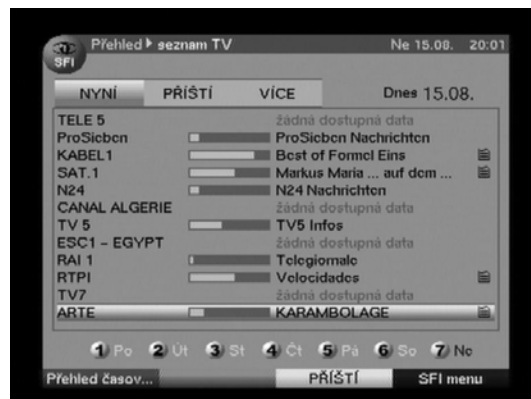 Přehled seznam TV Ne 15.08. 20:01
SFI
NYNÍ PŘÍŠTÍ VÍCE Dnes 15.08.
TELE 5 žádná dostupná data
ProSieben ProSieben Nachrichten
KABEL1 Best of Formel Eins
SAT.1 Markus Maria ... auf dem ...
N24 N24 Nachrichten
CANAL ALGERIE žádná dostupná data
TV 5 TV5 Infos
ESC1 - EGYPT žádná dostupná data
RAI 1 Telegiornale
RTPI Velocidades
TV7 žádná dostupná data
ARTE KARAMBOLAGE
1 Po 2 Út 3 St 4 Čt 5 Pá 6 So 7 Ne
Přehled časov... PŘÍŠTÍ SFI menu